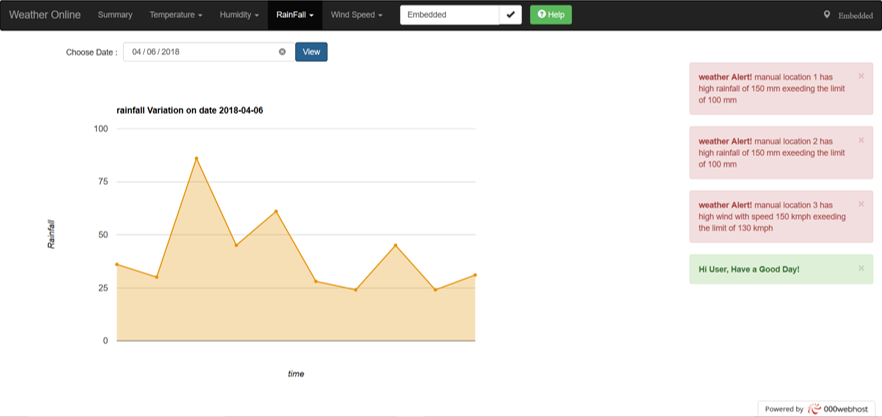 Weather Online Summary Temperature Humidity RainFall Wind Speed Embedded Help Embedded
Choose Date : 04 / 06 / 2018 View
weather Alert! manual location 1 has ×
high rainfall of 150 mm exeeding the limit
of 100 mm
weather Alert! manual location 2 has ×
high rainfall of 150 mm exeeding the limit
of 100 mm
weather Alert! manual location 3 has ×
high wind with speed 150 kmph exeeding
the limit of 130 kmph
Hi User, Have a Good Day! ×
rainfall Variation on date 2018-04-06
100
75
50
25
0
Rainfall
time
Powered by 000webhost